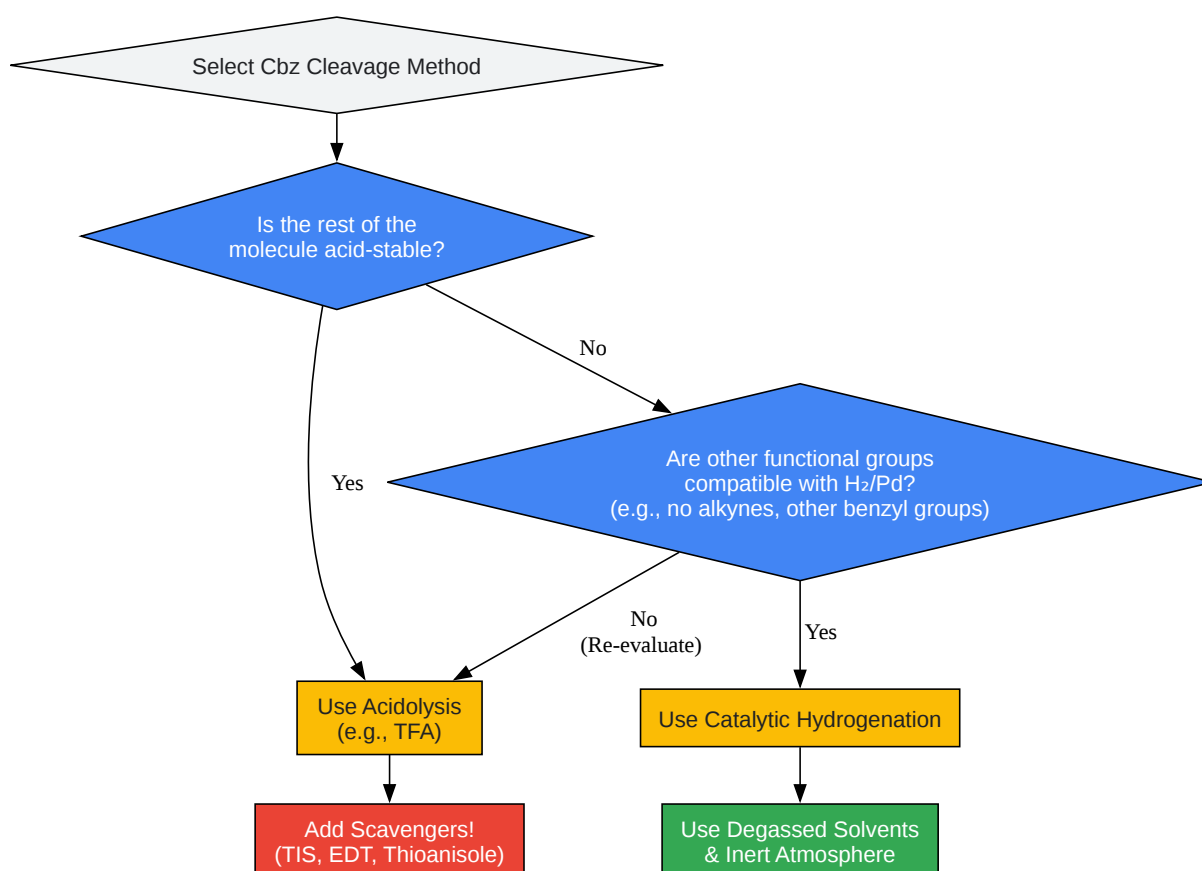 Select Cbz Cleavage Method
Is the rest of the
molecule acid-stable?
No
Yes
Are other functional groups
compatible with H₂/Pd?
(e.g., no alkynes, other benzyl groups)
No
(Re-evaluate)
Yes
Use Acidolysis
(e.g., TFA)
Use Catalytic Hydrogenation
Add Scavengers!
(TIS, EDT, Thioanisole)
Use Degassed Solvents
& Inert Atmosphere